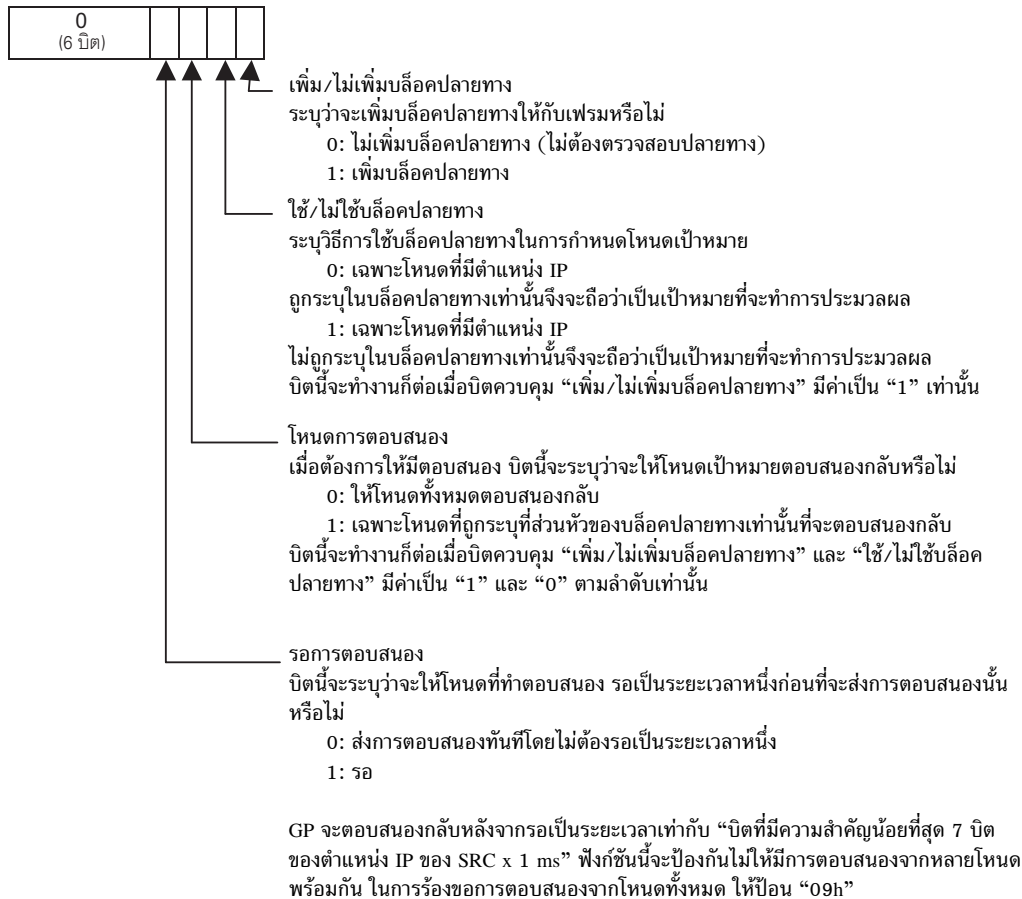 0
(6 บิต)
เพิ่ม/ไม่เพิ่มบล็อคปลายทาง
ระบุว่าจะเพิ่มบล็อคปลายทางให้กับเฟรมหรือไม่
0: ไม่เพิ่มบล็อคปลายทาง (ไม่ต้องตรวจสอบปลายทาง)
1: เพิ่มบล็อคปลายทาง
ใช้/ไม่ใช้บล็อคปลายทาง
ระบุวิธีการใช้บล็อคปลายทางในการกำหนดโหนดเป้าหมาย
0: เฉพาะโหนดที่มีตำแหน่ง IP
ถูกระบุในบล็อคปลายทางเท่านั้นจึงจะถือว่าเป็นเป้าหมายที่จะทำการประมวลผล
1: เฉพาะโหนดที่มีตำแหน่ง IP
ไม่ถูกระบุในบล็อคปลายทางเท่านั้นจึงจะถือว่าเป็นเป้าหมายที่จะทำการประมวลผล
บิตนี้จะทำงานก็ต่อเมื่อบิตควบคุม “เพิ่ม/ไม่เพิ่มบล็อคปลายทาง” มีค่าเป็น “1” เท่านั้น
โหนดการตอบสนอง
เมื่อต้องการให้มีตอบสนอง บิตนี้จะระบุว่าจะให้โหนดเป้าหมายตอบสนองกลับหรือไม่
0: ให้โหนดทั้งหมดตอบสนองกลับ
1: เฉพาะโหนดที่ถูกระบุที่ส่วนหัวของบล็อคปลายทางเท่านั้นที่จะตอบสนองกลับ
บิตนี้จะทำงานก็ต่อเมื่อบิตควบคุม “เพิ่ม/ไม่เพิ่มบล็อคปลายทาง” และ “ใช้/ไม่ใช้บล็อค
ปลายทาง” มีค่าเป็น “1” และ “0” ตามลำดับเท่านั้น
รอการตอบสนอง
บิตนี้จะระบุว่าจะให้โหนดที่ทำตอบสนอง รอเป็นระยะเวลาหนึ่งก่อนที่จะส่งการตอบสนองนั้น
หรือไม่
0: ส่งการตอบสนองทันทีโดยไม่ต้องรอเป็นระยะเวลาหนึ่ง
1: รอ
GP จะตอบสนองกลับหลังจากรอเป็นระยะเวลาเท่ากับ “บิตที่มีความสำคัญน้อยที่สุด 7 บิต
ของตำแหน่ง IP ของ SRC x 1 ms” ฟังก์ชันนี้จะป้องกันไม่ให้มีการตอบสนองจากหลายโหนด
พร้อมกัน ในการร้องขอการตอบสนองจากโหนดทั้งหมด ให้ป้อน “09h”